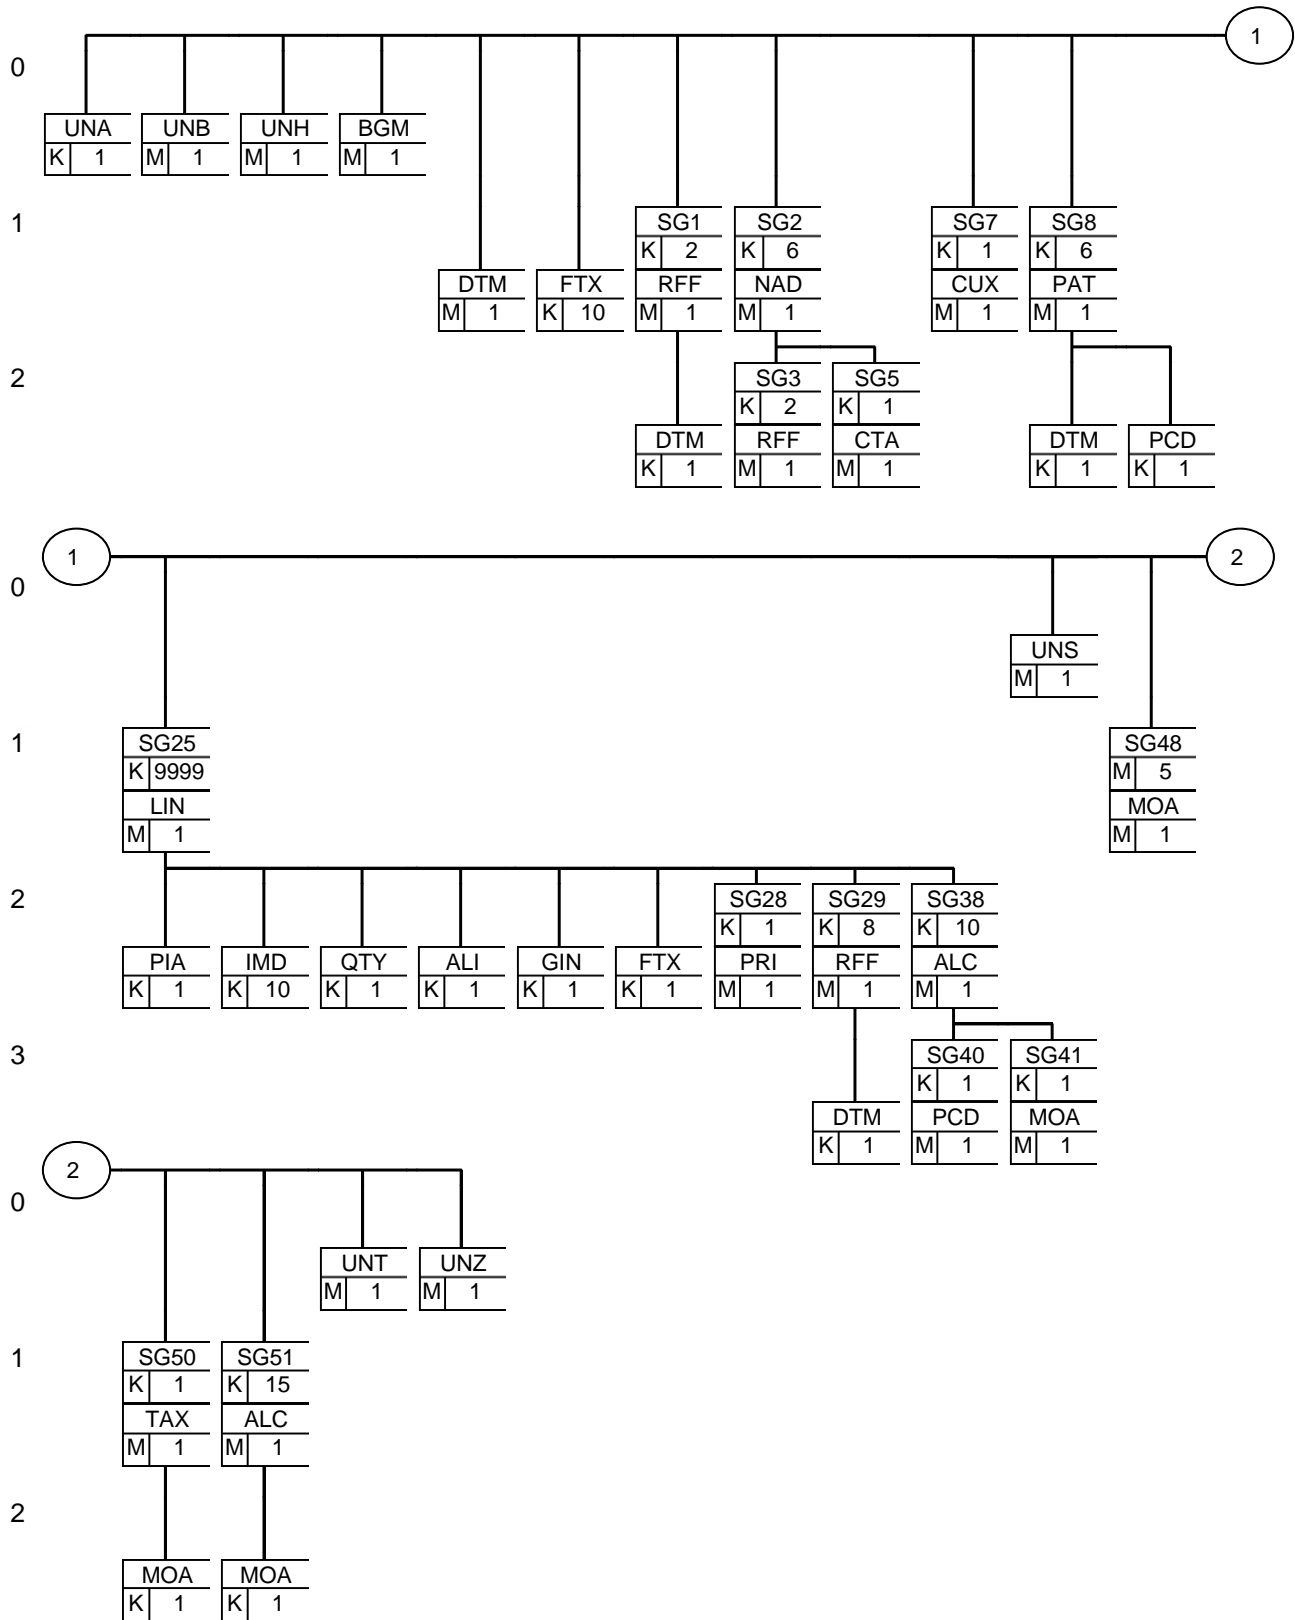 1
0
UNA UNB UNH BGM
K 1 M 1 M 1 M 1
1
SG1 SG2 SG7 SG8
K 2 K 6 K 1 K 6
DTM FTX RFF NAD CUX PAT
M 1 K 10 M 1 M 1 M 1 M 1
2
SG3 SG5
K 2 K 1
DTM RFF CTA DTM PCD
K 1 M 1 M 1 K 1 K 1
1 2
0
UNS
M 1
1
SG25 SG48
K 9999 M 5
LIN MOA
M 1 M 1
2
SG28 SG29 SG38
K 1 K 8 K 10
PIA IMD QTY ALI GIN FTX PRI RFF ALC
K 1 K 10 K 1 K 1 K 1 K 1 M 1 M 1 M 1
3
SG40 SG41
K 1 K 1
DTM PCD MOA
K 1 M 1 M 1
2
0
UNT UNZ
M 1 M 1
1
SG50 SG51
K 1 K 15
TAX ALC
M 1 M 1
2
MOA MOA
K 1 K 1